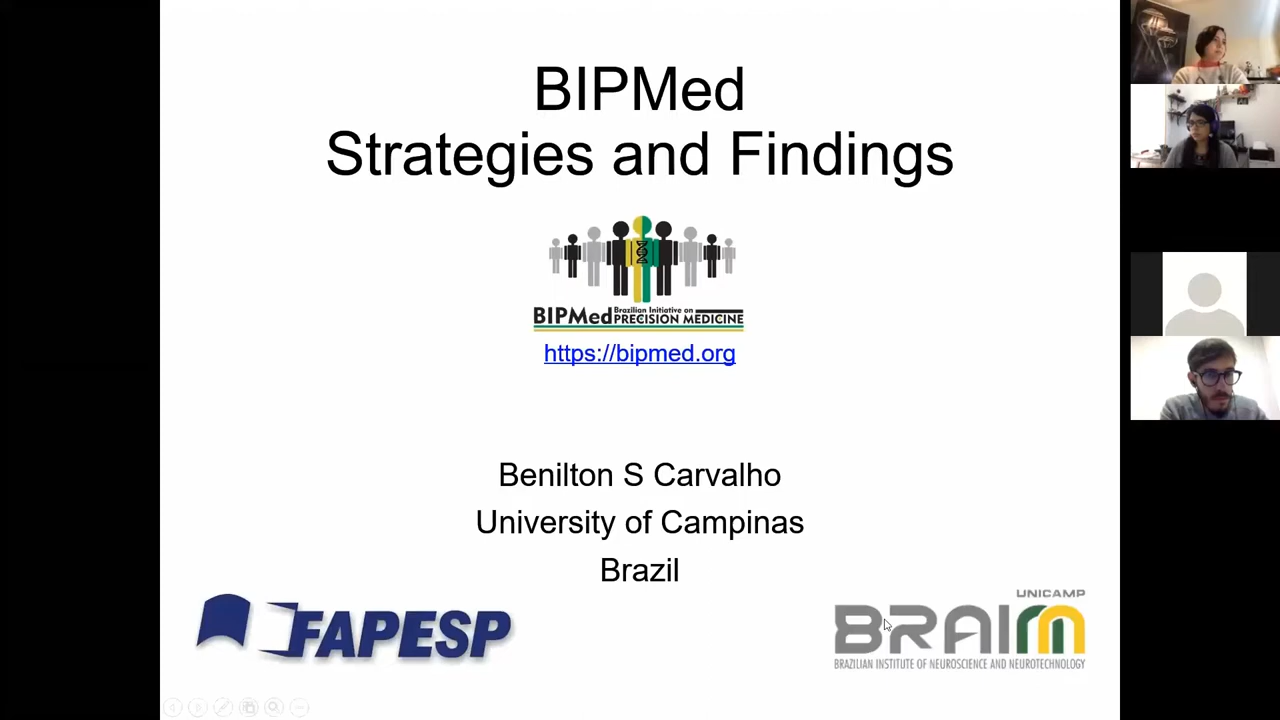 BIPMed
Strategies and Findings
BIPMed Brazilian Initiative on
PRECISION MEDICINE
https://bipmed.org
Benilton S Carvalho
University of Campinas
Brazil
FAPESP
UNICAMP
BRAINN
BRAZILIAN INSTITUTE OF NEUROSCIENCE AND NEUROTECHNOLOGY